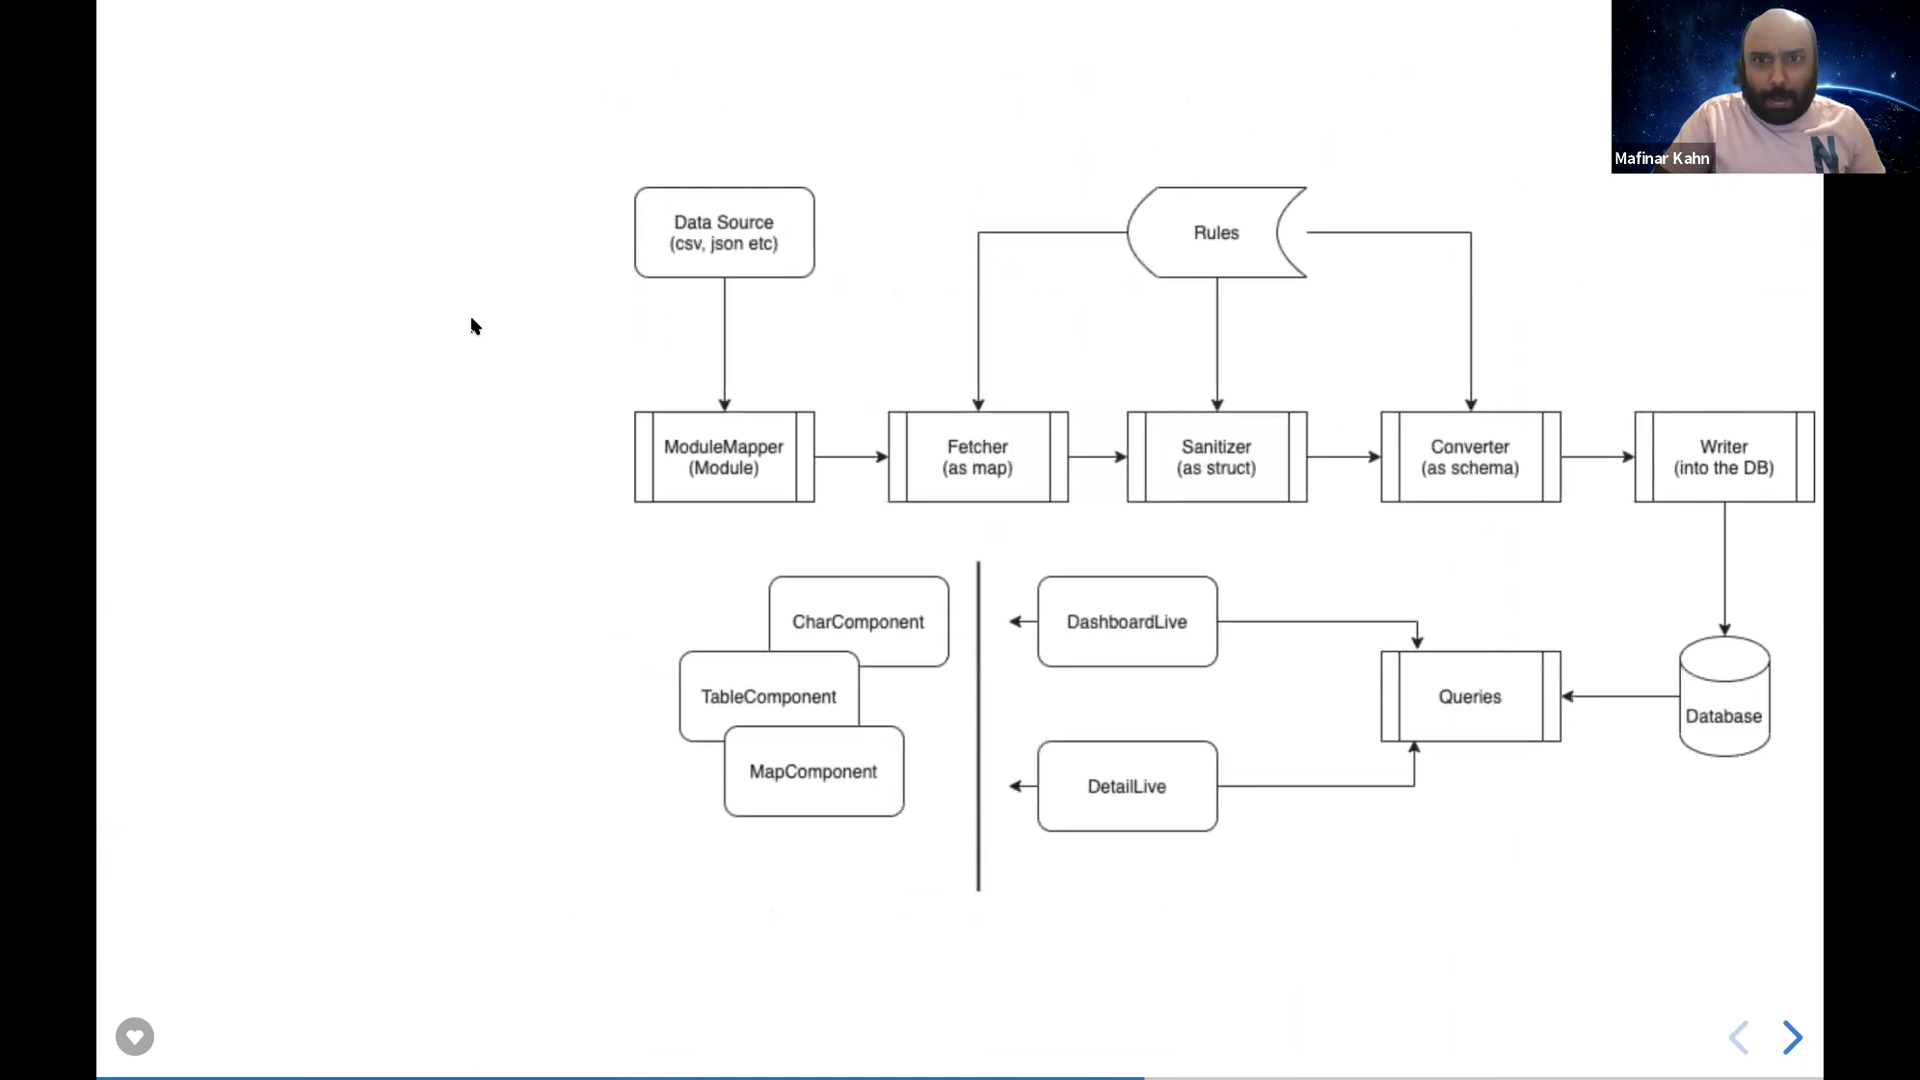 Mafinar Kahn
Data Source
(csv, json etc)
Rules
ModuleMapper
(Module)
Fetcher
(as map)
Sanitizer
(as struct)
Converter
(as schema)
Writer
(into the DB)
CharComponent
TableComponent
MapComponent
DashboardLive
DetailLive
Queries
Database
N